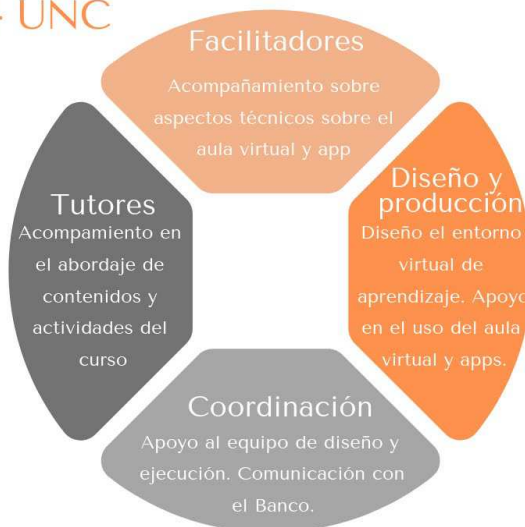 - UNC
Facilitadores
Acompañamiento sobre
aspectos técnicos sobre el
aula virtual y app
Tutores
Acompamiento en
el abordaje de
contenidos y
actividades del
curso
Diseño y
producción
Diseño el entorno
virtual de
aprendizaje. Apoyo
en el uso del aula
virtual y apps.
Coordinación
Apoyo al equipo de diseño y
ejecución. Comunicación con
el Banco.